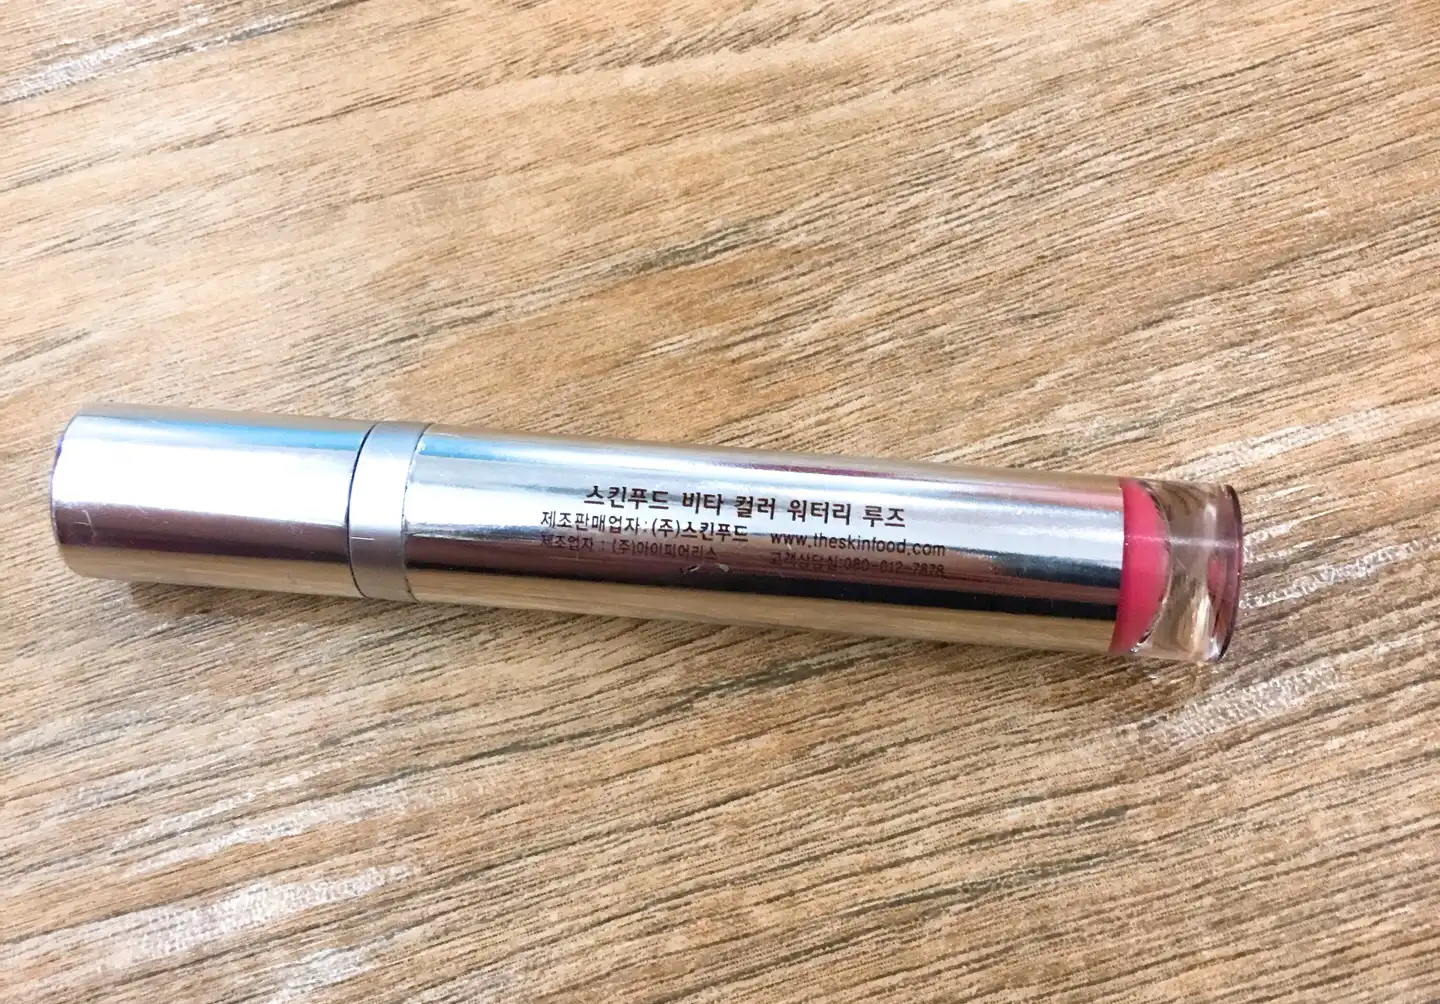 스킨푸드 비타 컬러 워터리 루즈
제조판매업자 : (주)스킨푸드 www.theskinfood.com
제조업자 : (주)아이피어리스 고객상담실:080-012-7878